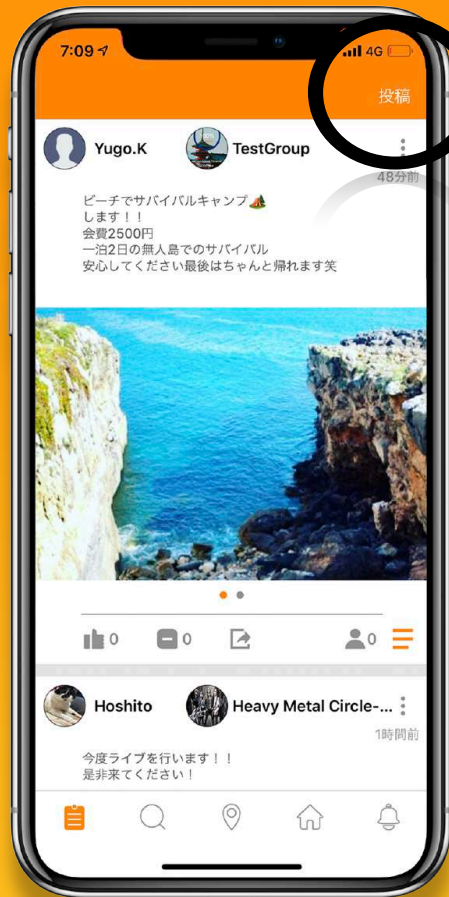 7:09
4G
投稿
Yugo.K
TestGroup
48分前
ビーチでサバイバルキャンプ🏕
します！！
会費2500円
一泊2日の無人島でのサバイバル
安心してください最後はちゃんと帰れます笑
0
0
0
Hoshito
Heavy Metal Circle-...
1時間前
今度ライブを行います！！
是非来てください！